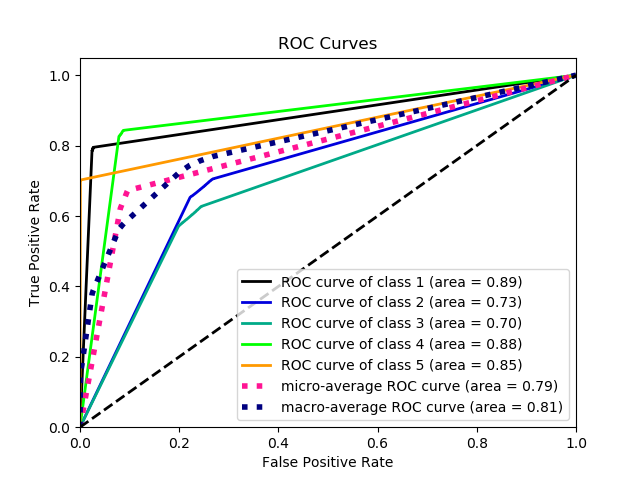 ROC Curves
1.0
0.8
0.6
0.4
0.2
0.0
True Positive Rate
ROC curve of class 1 (area = 0.89)
ROC curve of class 2 (area = 0.73)
ROC curve of class 3 (area = 0.70)
ROC curve of class 4 (area = 0.88)
ROC curve of class 5 (area = 0.85)
micro-average ROC curve (area = 0.79)
macro-average ROC curve (area = 0.81)
0.0 0.2 0.4 0.6 0.8 1.0
False Positive Rate